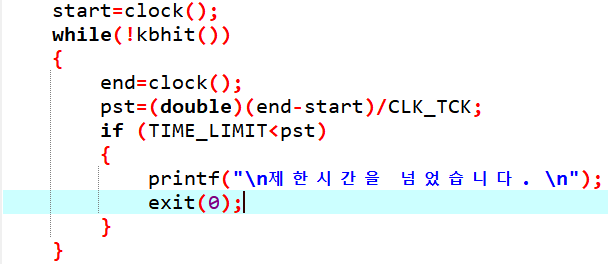 start=clock();
while(!kbhit())
{
end=clock();
pst=(double)(end-start)/CLK_TCK;
if (TIME_LIMIT<pst)
{
printf("\n제한시간을 넘었습니다. \n");
exit(0);
}
}